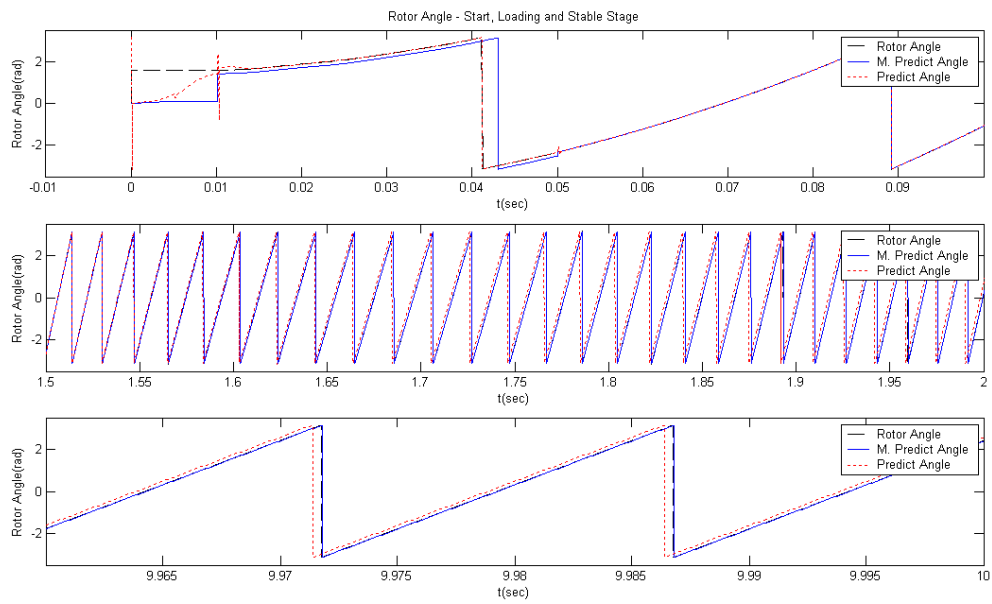 Rotor Angle - Start, Loading and Stable Stage
Rotor Angle(rad)
2
0
-2
Rotor Angle
M. Predict Angle
Predict Angle
-0.01 0 0.01 0.02 0.03 0.04 0.05 0.06 0.07 0.08 0.09
t(sec)
Rotor Angle(rad)
2
0
-2
Rotor Angle
M. Predict Angle
Predict Angle
1.5 1.55 1.6 1.65 1.7 1.75 1.8 1.85 1.9 1.95 2
t(sec)
Rotor Angle(rad)
2
0
-2
Rotor Angle
M. Predict Angle
Predict Angle
9.965 9.97 9.975 9.98 9.985 9.99 9.995 10
t(sec)